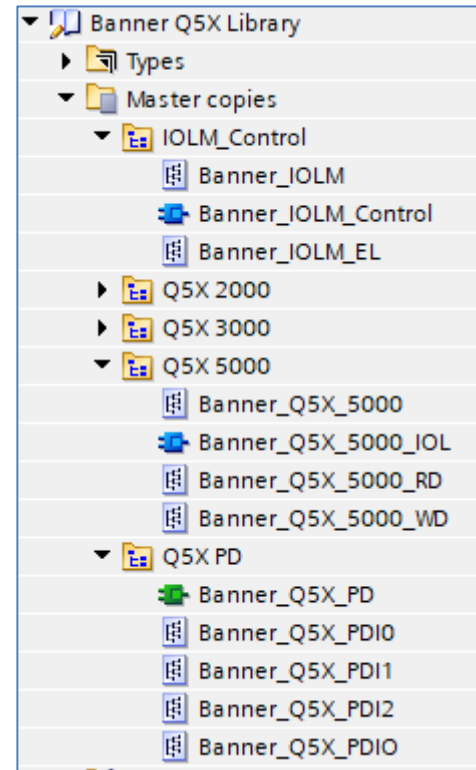 Banner Q5X Library
Types
Master copies
IOLM_Control
Banner_IOLM
Banner_IOLM_Control
Banner_IOLM_EL
Q5X 2000
Q5X 3000
Q5X 5000
Banner_Q5X_5000
Banner_Q5X_5000_IOL
Banner_Q5X_5000_RD
Banner_Q5X_5000_WD
Q5X PD
Banner_Q5X_PD
Banner_Q5X_PDI0
Banner_Q5X_PDI1
Banner_Q5X_PDI2
Banner_Q5X_PDIO